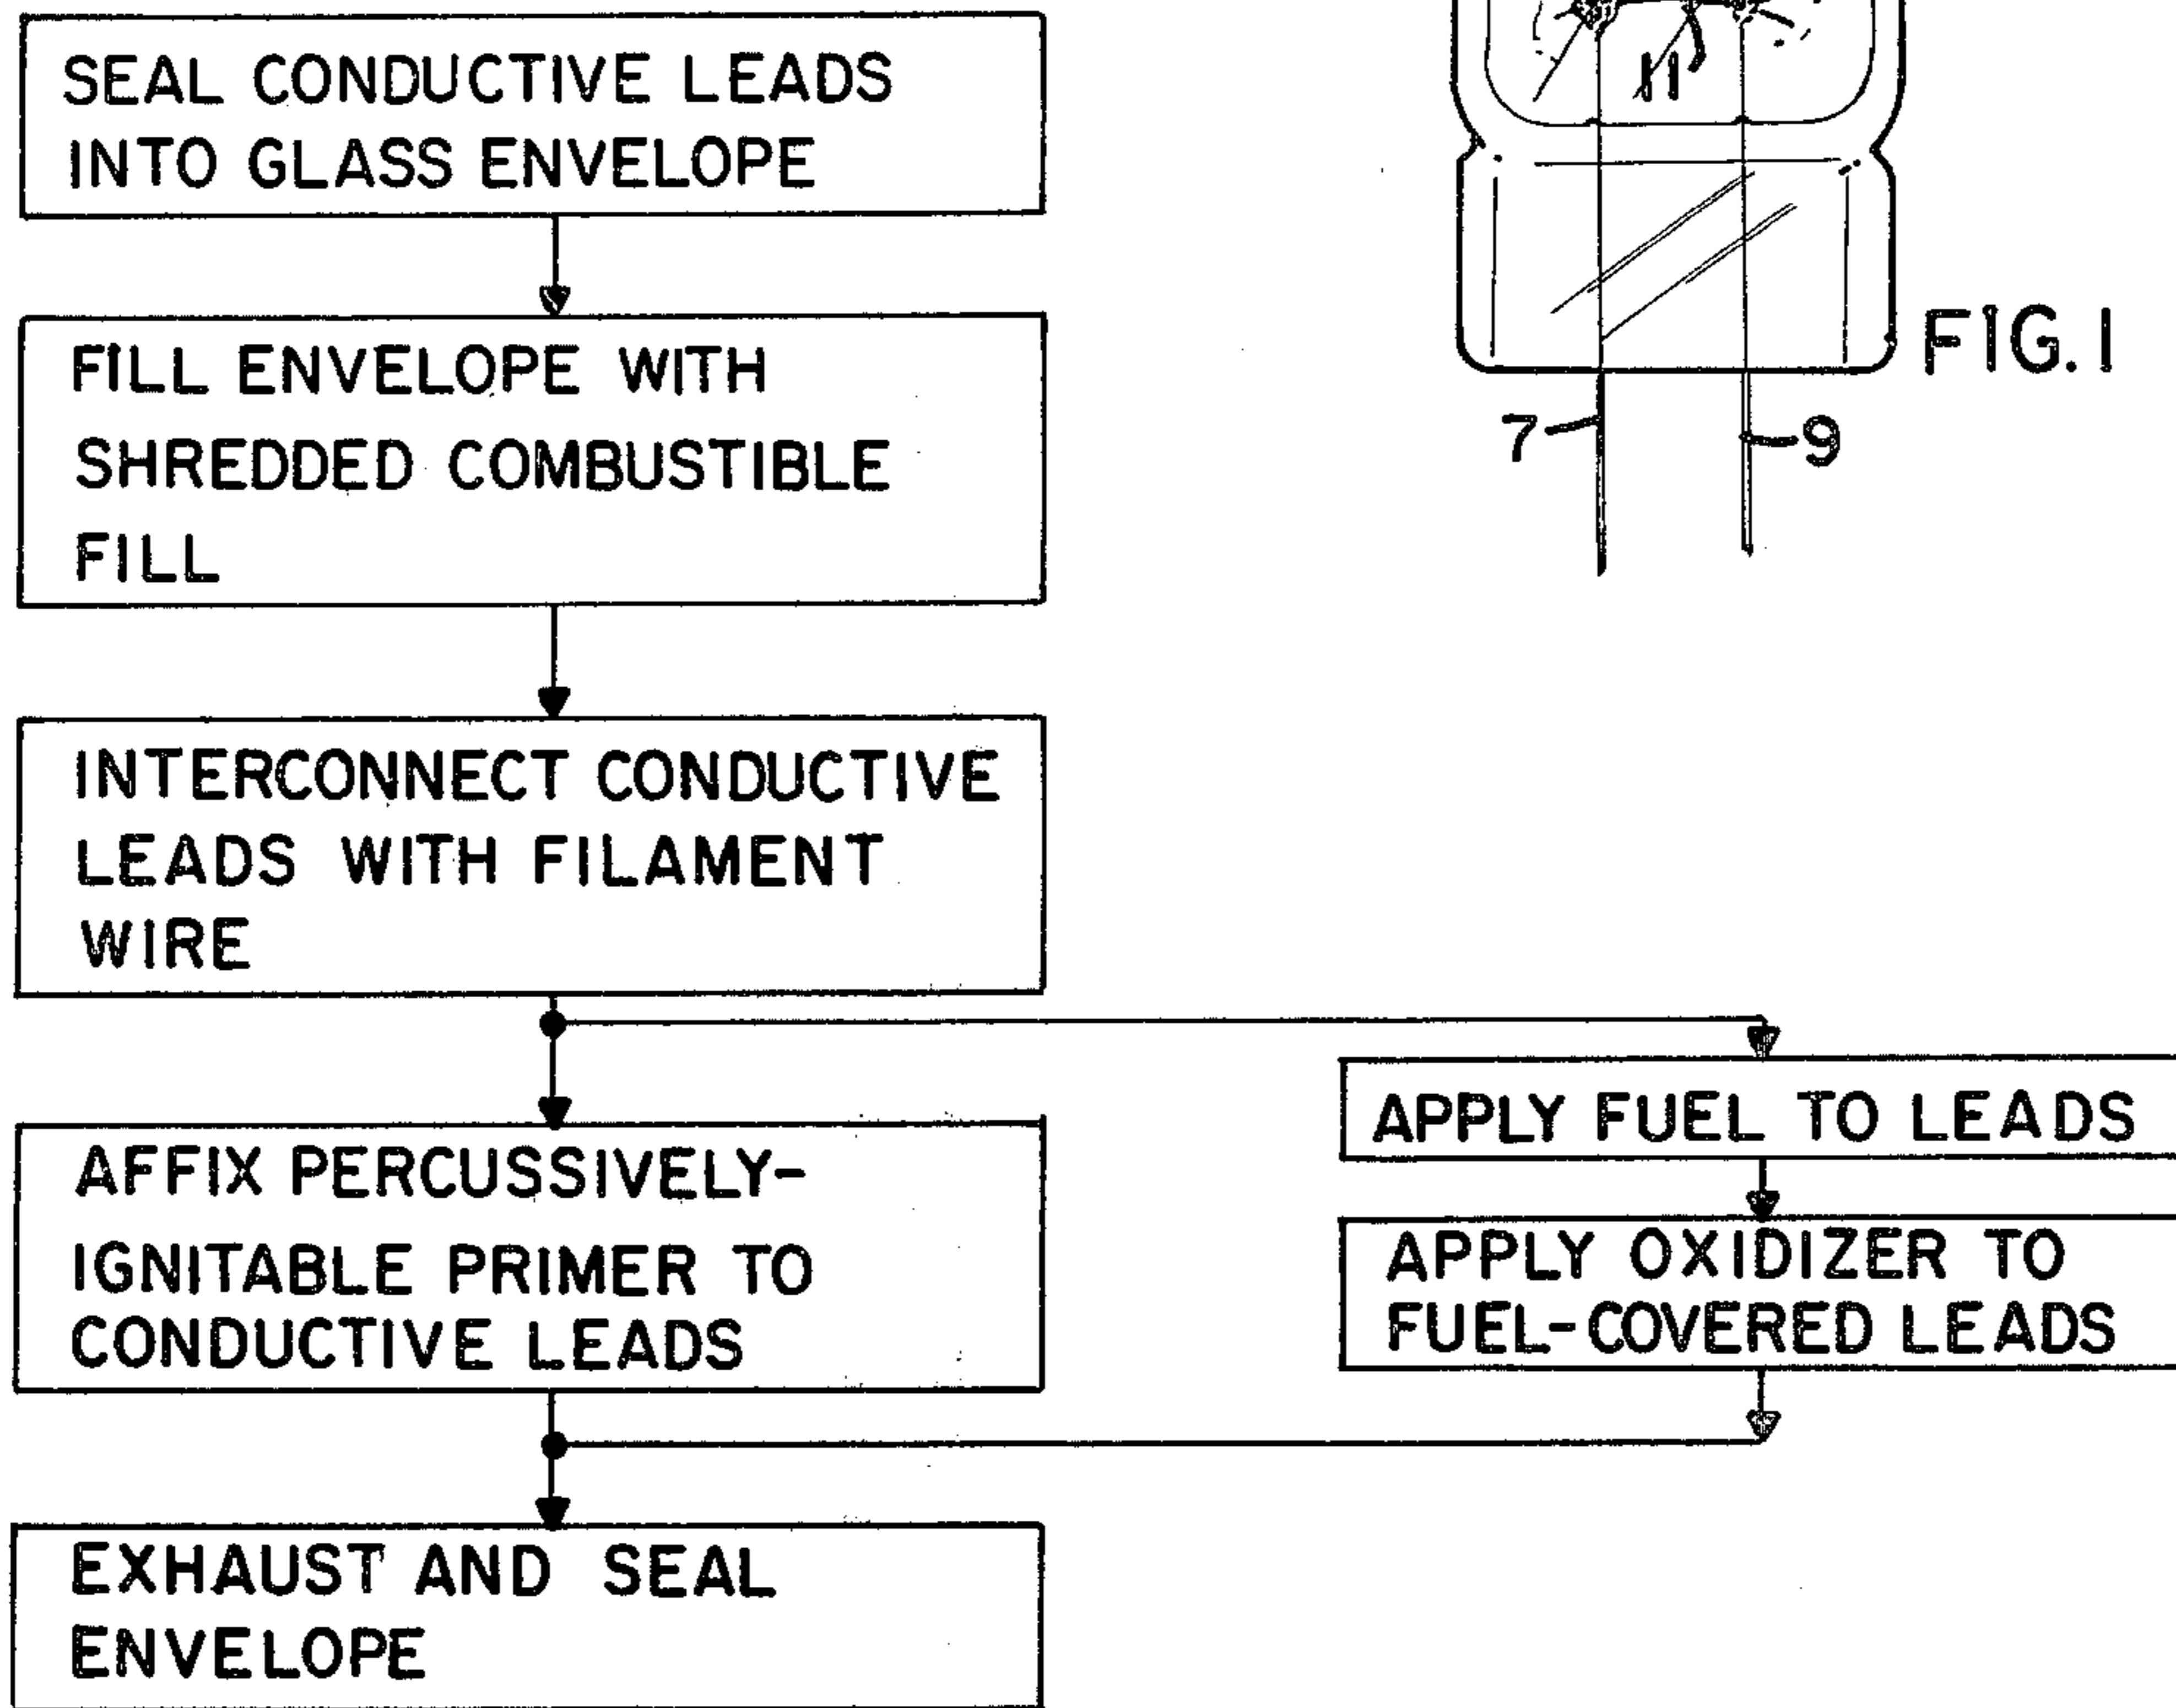 SEAL CONDUCTIVE LEADS
INTO GLASS ENVELOPE
FILL ENVELOPE WITH
SHREDDED COMBUSTIBLE
FILL
INTERCONNECT CONDUCTIVE
LEADS WITH FILAMENT
WIRE
AFFIX PERCUSSIVELY-
IGNITABLE PRIMER TO
CONDUCTIVE LEADS
EXHAUST AND SEAL
ENVELOPE
APPLY FUEL TO LEADS
APPLY OXIDIZER TO
FUEL-COVERED LEADS
11
FIG. 1
7
9